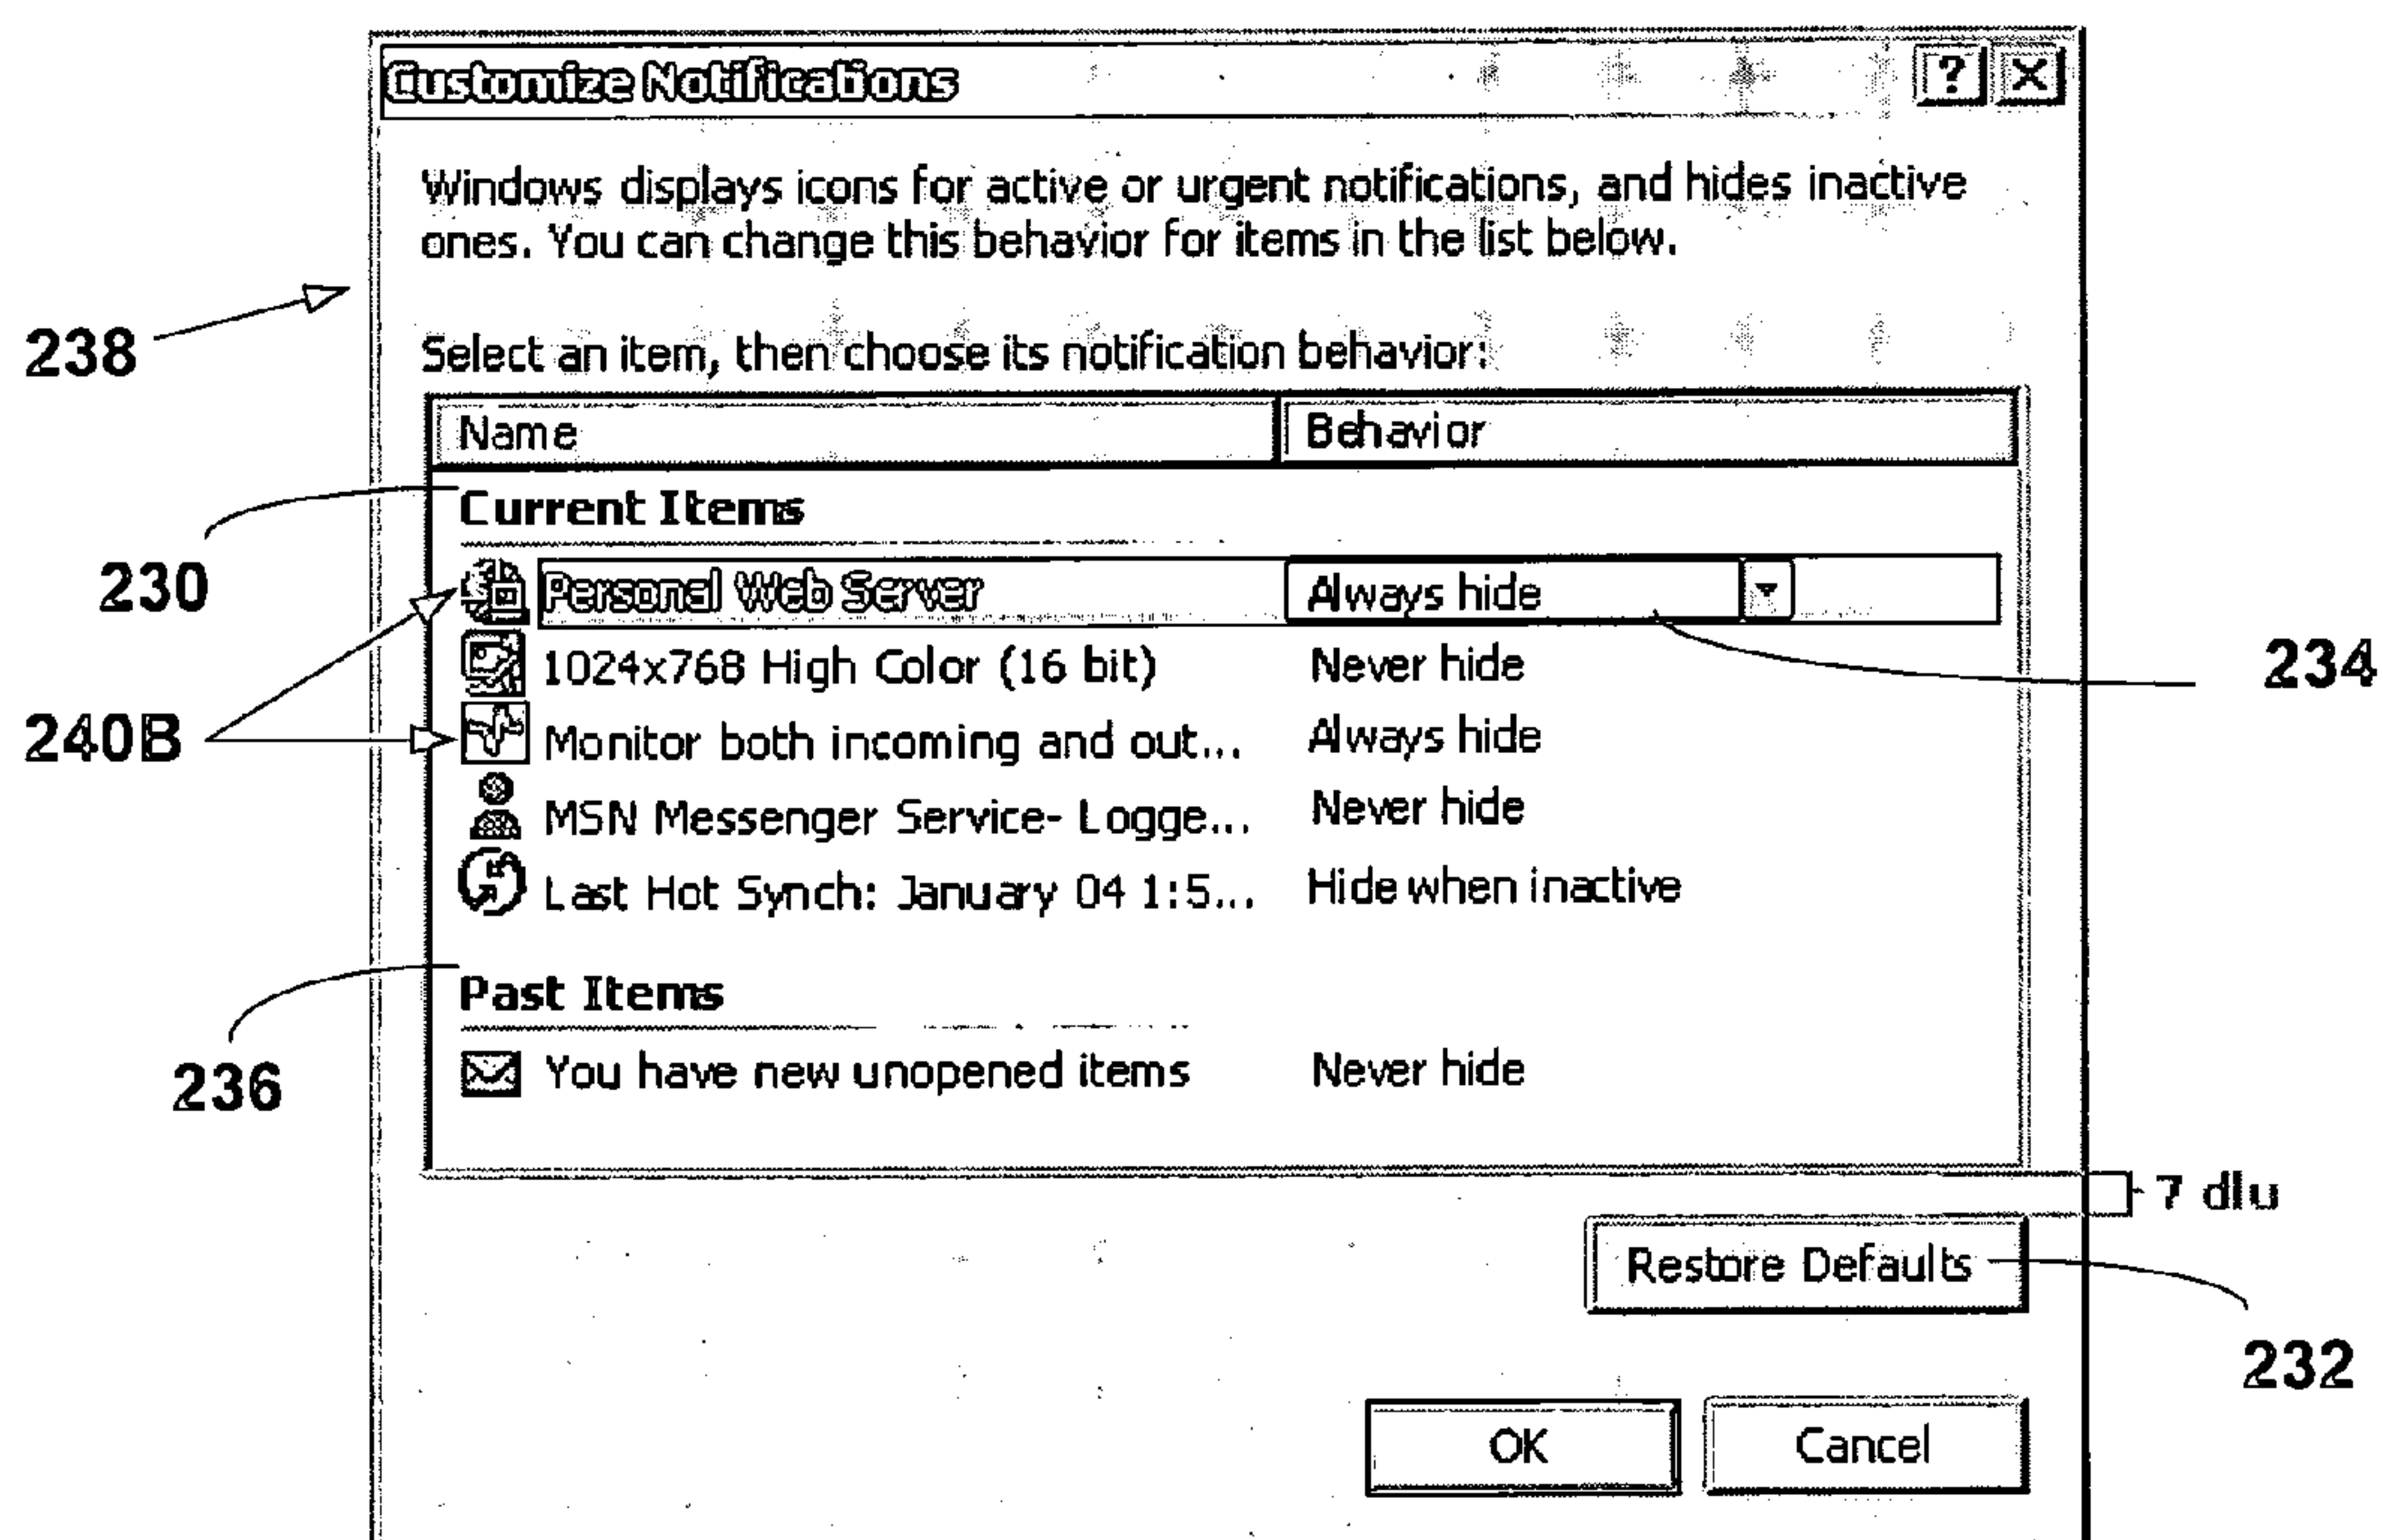 Customize Notifications
? X
Windows displays icons for active or urgent notifications, and hides inactive
ones. You can change this behavior for items in the list below.
238
Select an item, then choose its notification behavior:
Name Behavior
Current Items
230
Personal Web Server Always hide
1024x768 High Color (16 bit) Never hide
234
240B
Monitor both incoming and out... Always hide
MSN Messenger Service- Logge... Never hide
Last Hot Synch: January 04 1:5... Hide when inactive
Past Items
236
You have new unopened items Never hide
7 dlu
Restore Defaults
232
OK Cancel